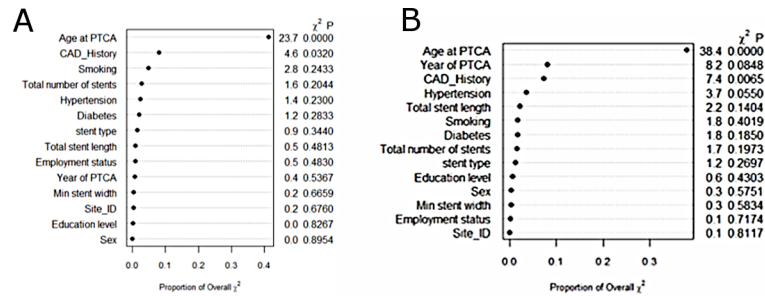 A
χ² P
Age at PTCA 23.7 0.0000
CAD_History 4.6 0.0320
Smoking 2.8 0.2433
Total number of stents 1.6 0.2044
Hypertension 1.4 0.2300
Diabetes 1.2 0.2833
stent type 0.9 0.3440
Total stent length 0.5 0.4813
Employment status 0.5 0.4830
Year of PTCA 0.4 0.5367
Min stent width 0.2 0.6659
Site_ID 0.2 0.6760
Education level 0.0 0.8267
Sex 0.0 0.8954
0.0 0.1 0.2 0.3 0.4
Proportion of Overall χ²
B
χ² P
Age at PTCA 38.4 0.0000
Year of PTCA 8.2 0.0848
CAD_History 7.4 0.0065
Hypertension 3.7 0.0550
Total stent length 2.2 0.1404
Smoking 1.8 0.4019
Diabetes 1.8 0.1850
Total number of stents 1.7 0.1973
stent type 1.2 0.2697
Education level 0.6 0.4303
Sex 0.3 0.5751
Min stent width 0.3 0.5834
Employment status 0.1 0.7174
Site_ID 0.1 0.8117
0.0 0.1 0.2 0.3
Proportion of Overall χ²